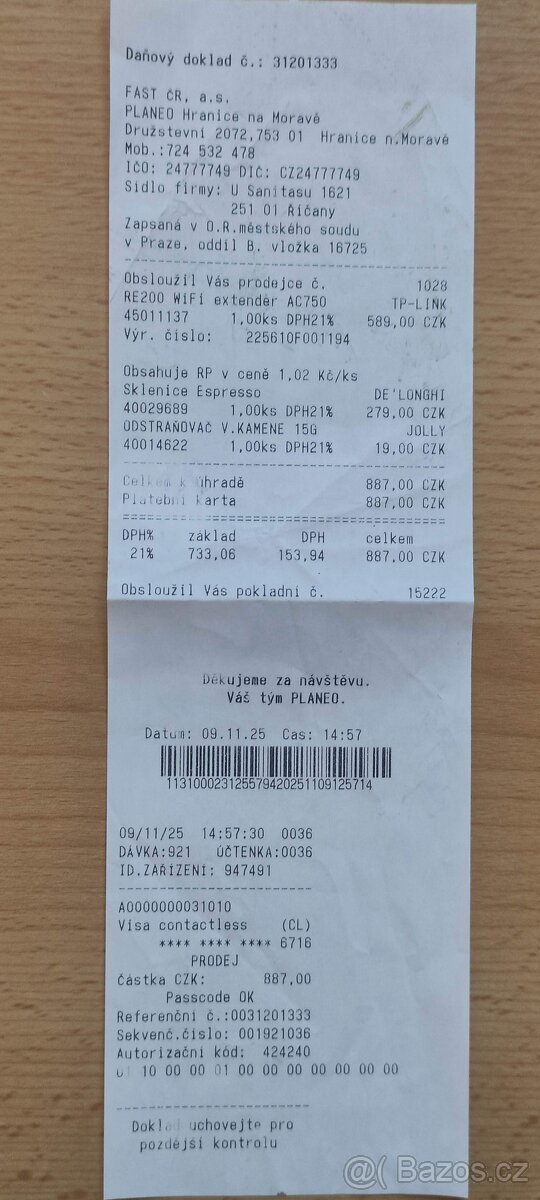 Daňový doklad č.: 31201333
FAST ČR, a.s.
PLANEO Hranice na Moravě
Družstevní 2072,753 01 Hranice n.Moravě
Mob.:724 532 478
IČO: 24777749 DIČ: CZ24777749
Sídlo firmy: U Sanitasu 1621
251 01 Říčany
Zapsaná v O.R.městského soudu
v Praze, oddíl B. vložka 16725
Obsloužil Vás prodejce č. 1028
RE200 WiFi extendér AC750 TP-LINK
45011137 1,00ks DPH21% 589,00 CZK
Výr. číslo: 225610F001194
Obsahuje RP v ceně 1,02 Kč/ks
Sklenice Espresso DE'LONGHI
40029689 1,00ks DPH21% 279,00 CZK
ODSTRAŇOVAČ V.KAMENE 15G JOLLY
40014622 1,00ks DPH21% 19,00 CZK
Celkem k úhradě 887,00 CZK
Platební karta 887,00 CZK
DPH% základ DPH celkem
21% 733,06 153,94 887,00 CZK
Obsloužil Vás pokladní č. 15222
Děkujeme za návštěvu.
Váš tým PLANEO.
Datum: 09.11.25 Čas: 14:57
113100023125579420251109125714
09/11/25 14:57:30 0036
DÁVKA:921 ÚČTENKA:0036
ID.ZAŘÍZENÍ: 947491
A0000000031010
Visa contactless (CL)
**** **** **** 6716
PRODEJ
částka CZK: 887,00
Passcode OK
Referenční č.:0031201333
Sekvenč.číslo: 001921036
Autorizační kód: 424240
01 10 00 00 01 00 00 00 00 00 00 00
Doklad uchovejte pro
pozdější kontrolu
@ Bazos.cz